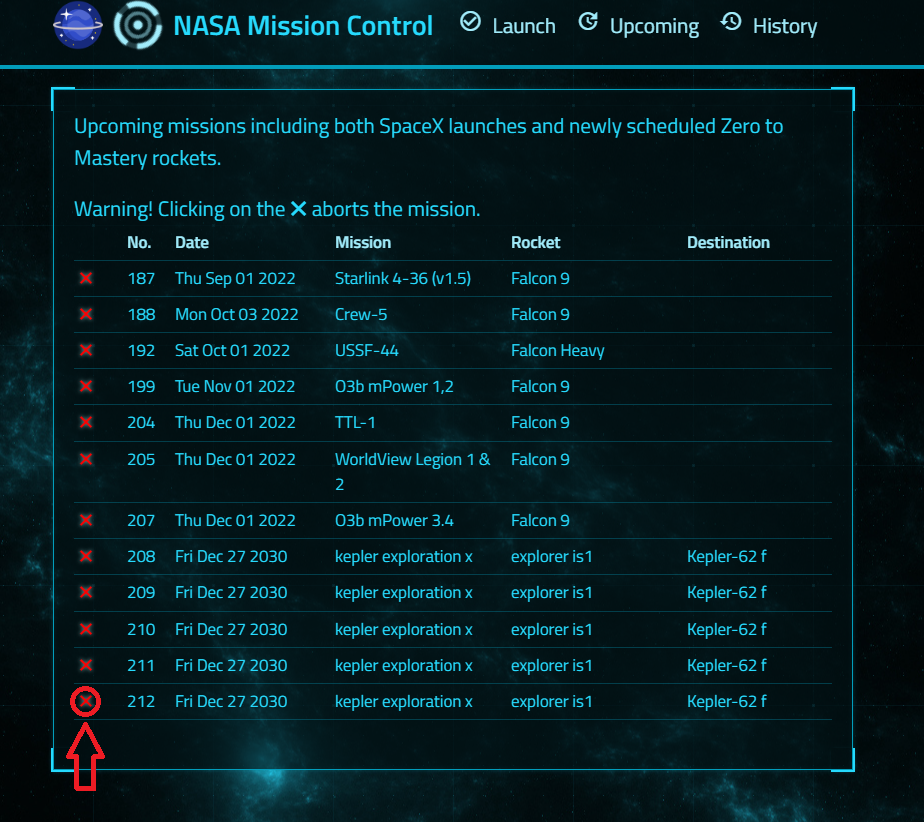 NASA Mission Control Launch Upcoming History
Upcoming missions including both SpaceX launches and newly scheduled Zero to
Mastery rockets.
Warning! Clicking on the ✖ aborts the mission.
No. Date Mission Rocket Destination
✖ 187 Thu Sep 01 2022 Starlink 4-36 (v1.5) Falcon 9
✖ 188 Mon Oct 03 2022 Crew-5 Falcon 9
✖ 192 Sat Oct 01 2022 USSF-44 Falcon Heavy
✖ 199 Tue Nov 01 2022 O3b mPower 1,2 Falcon 9
✖ 204 Thu Dec 01 2022 TTL-1 Falcon 9
✖ 205 Thu Dec 01 2022 WorldView Legion 1 & Falcon 9
2
✖ 207 Thu Dec 01 2022 O3b mPower 3.4 Falcon 9
✖ 208 Fri Dec 27 2030 kepler exploration x explorer is1 Kepler-62 f
✖ 209 Fri Dec 27 2030 kepler exploration x explorer is1 Kepler-62 f
✖ 210 Fri Dec 27 2030 kepler exploration x explorer is1 Kepler-62 f
✖ 211 Fri Dec 27 2030 kepler exploration x explorer is1 Kepler-62 f
✖ 212 Fri Dec 27 2030 kepler exploration x explorer is1 Kepler-62 f